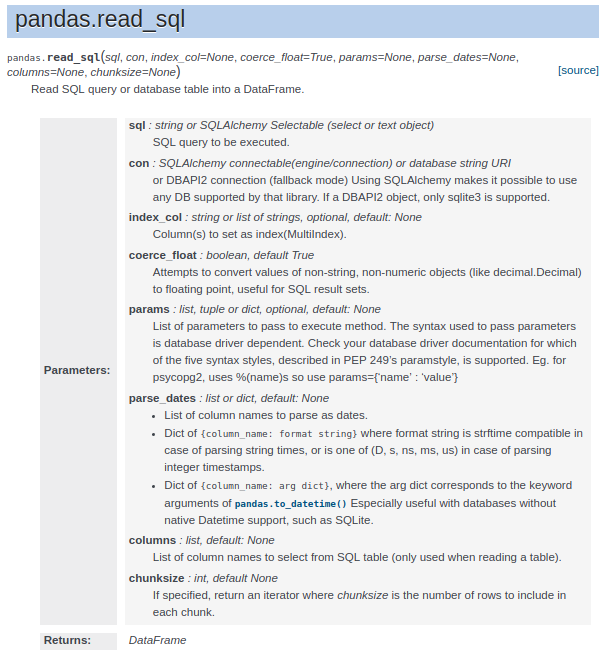 pandas.read_sql
pandas.read_sql(sql, con, index_col=None, coerce_float=True, params=None, parse_dates=None,
columns=None, chunksize=None) [source]
Read SQL query or database table into a DataFrame.
sql : string or SQLAlchemy Selectable (select or text object)
SQL query to be executed.
con : SQLAlchemy connectable(engine/connection) or database string URI
or DBAPI2 connection (fallback mode) Using SQLAlchemy makes it possible to use
any DB supported by that library. If a DBAPI2 object, only sqlite3 is supported.
index_col : string or list of strings, optional, default: None
Column(s) to set as index(MultiIndex).
coerce_float : boolean, default True
Attempts to convert values of non-string, non-numeric objects (like decimal.Decimal)
to floating point, useful for SQL result sets.
params : list, tuple or dict, optional, default: None
List of parameters to pass to execute method. The syntax used to pass parameters
is database driver dependent. Check your database driver documentation for which
Parameters: of the five syntax styles, described in PEP 249’s paramstyle, is supported. Eg. for
psycopg2, uses %(name)s so use params={‘name’ : ‘value’}
parse_dates : list or dict, default: None
• List of column names to parse as dates.
• Dict of {column_name: format string} where format string is strftime compatible in
case of parsing string times, or is one of (D, s, ns, ms, us) in case of parsing
integer timestamps.
• Dict of {column_name: arg dict}, where the arg dict corresponds to the keyword
arguments of pandas.to_datetime() Especially useful with databases without
native Datetime support, such as SQLite.
columns : list, default: None
List of column names to select from SQL table (only used when reading a table).
chunksize : int, default None
If specified, return an iterator where chunksize is the number of rows to include in
each chunk.
Returns: DataFrame